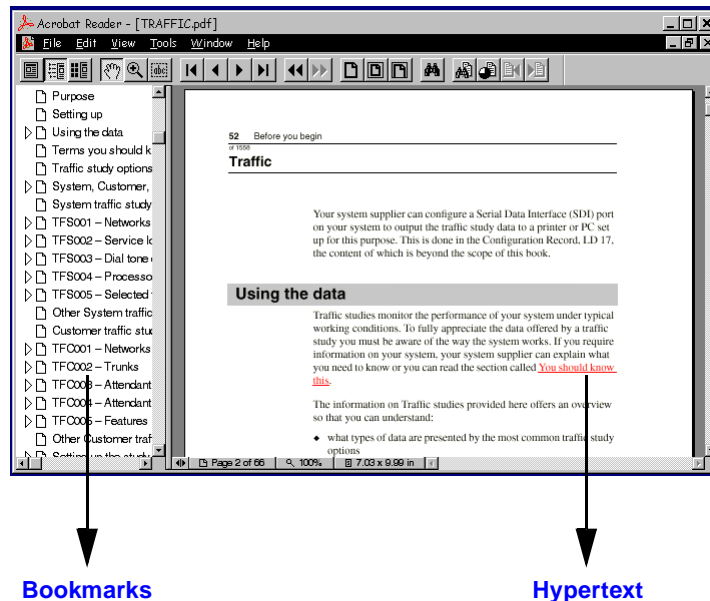 Acrobat Reader - [TRAFFIC.pdf]
File Edit View Tools Window Help
abc
Purpose
Setting up
Using the data
Terms you should k
Traffic study options
System, Customer,
System traffic study
TFS001 – Networks
TFS002 – Service lo
TFS003 – Dial tone
TFS004 – Processo
TFS005 – Selected
Other System traffic
Customer traffic stu
TFC001 – Networks
TFC002 – Trunks
TFC003 – Attendant
TFC004 – Attendant
TFC005 – Features
Other Customer traf
Setting up the study
52 Before you begin
of 1558
Traffic
Your system supplier can configure a Serial Data Interface (SDI) port
on your system to output the traffic study data to a printer or PC set
up for this purpose. This is done in the Configuration Record, LD 17,
the content of which is beyond the scope of this book.
Using the data
Traffic studies monitor the performance of your system under typical
working conditions. To fully appreciate the data offered by a traffic
study you must be aware of the way the system works. If you require
information on your system, your system supplier can explain what
you need to know or you can read the section called You should know
this.
The information on Traffic studies provided here offers an overview
so that you can understand:
◆ what types of data are presented by the most common traffic study
options
Page 2 of 66 100% 7.03 x 9.99 in
Bookmarks
Hypertext